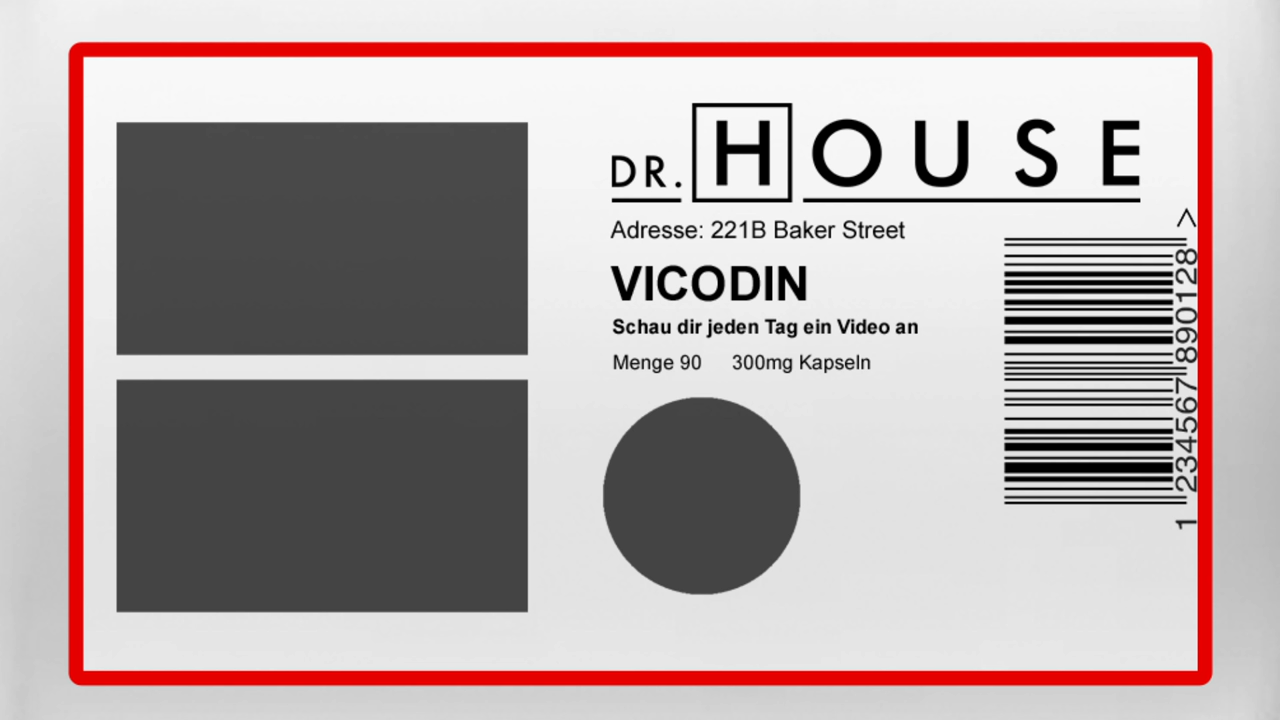 DR. HOUSE
Adresse: 221B Baker Street
VICODIN
Schau dir jeden Tag ein Video an
Menge 90 300mg Kapseln
1 234567 890128 >